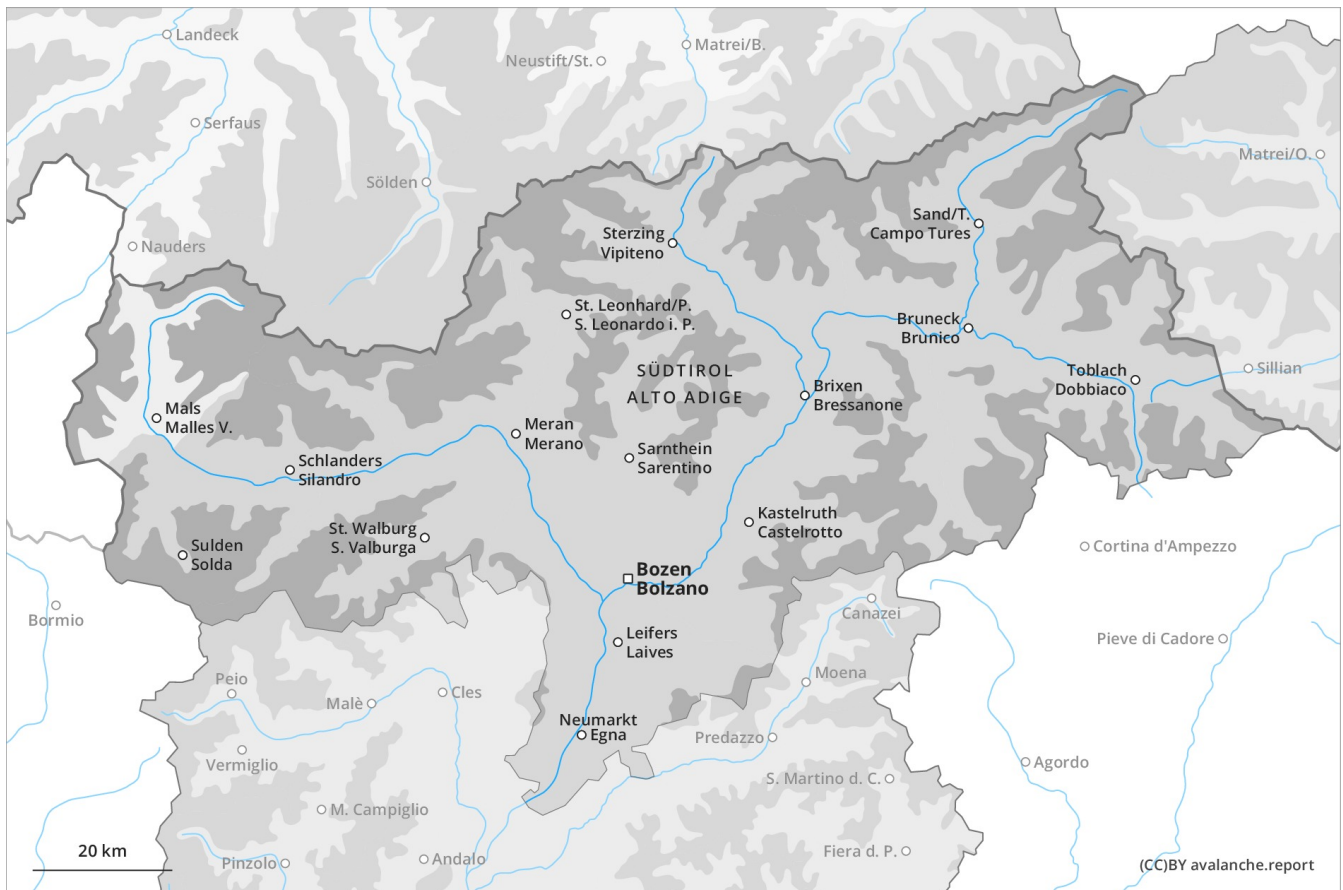 Landeck
Matrei/B.
Neustift/St.
Serfaus
Matrei/O.
Sölden
Nauders
Sand/T.
Campo Tures
Sterzing
Vipiteno
St. Leonhard/P.
S. Leonardo i. P.
Bruneck
Brunico
SÜDTIROL
ALTO ADIGE
Toblach
Dobbiaco
Sillian
Brixen
Bressanone
Mals
Malles V.
Meran
Merano
Schlanders
Silandro
Sarnthein
Sarentino
Kastelruth
Castelrotto
St. Walburg
S. Valburga
Sulden
Solda
Cortina d'Ampezzo
Bozen
Bolzano
Bormio
Canazei
Leifers
Laives
Pieve di Cadore
Peio
Malè
Cles
Moena
Neumarkt
Egna
Predazzo
Vermiglio
Agordo
S. Martino d. C.
M. Campiglio
20 km
Pinzolo
Andalo
Fiera d. P.
(CC)BY avalanche.report